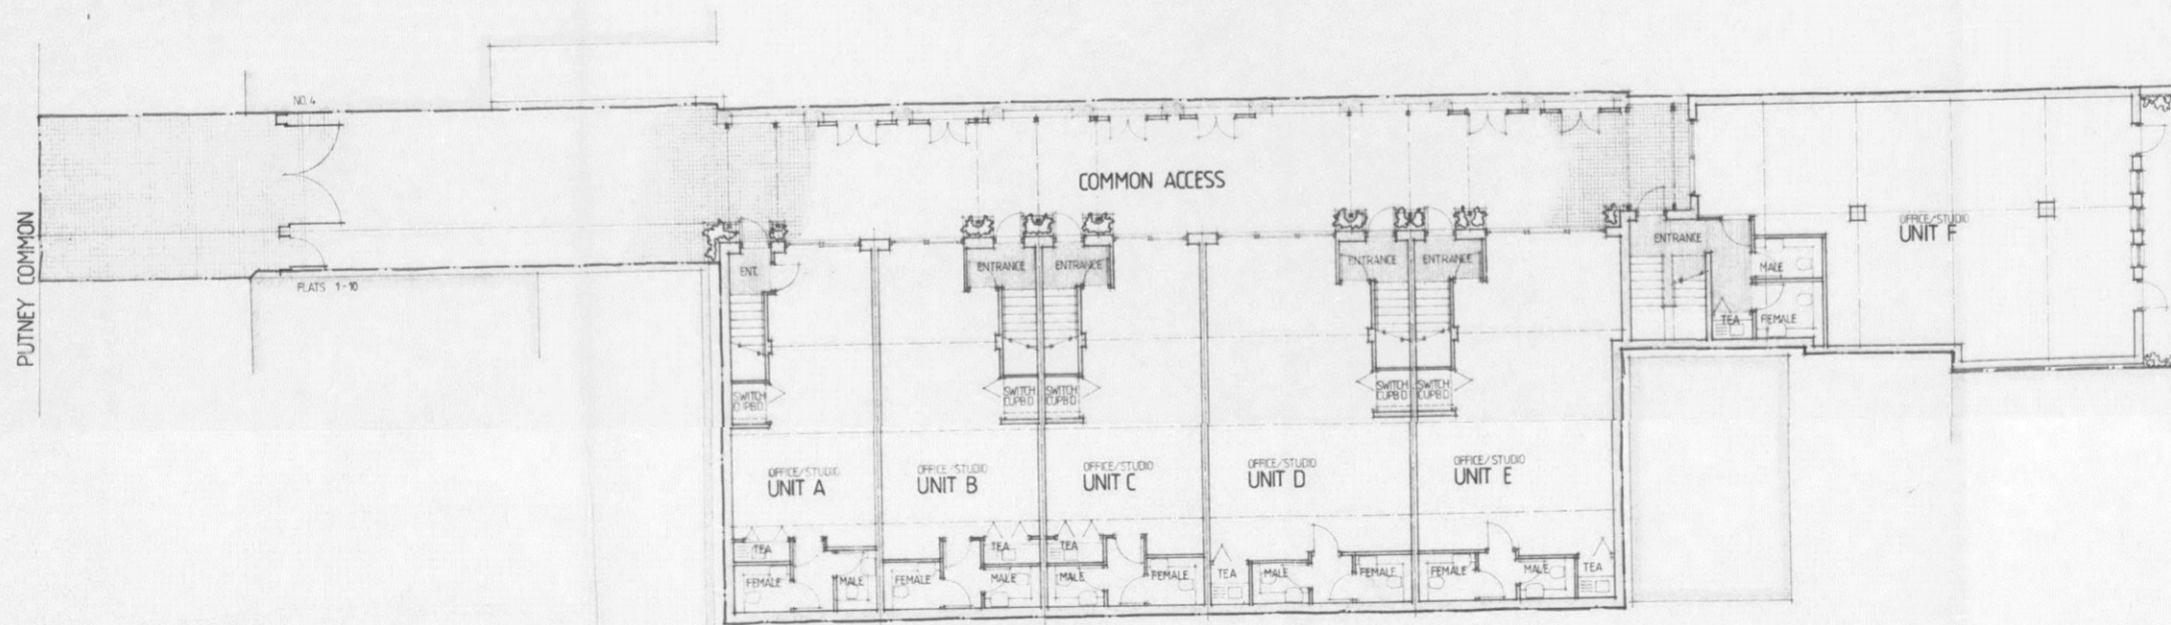 NO. 4
PUTNEY COMMON
FLATS 1-10
COMMON ACCESS
ENT.
ENTRANCE
ENTRANCE
ENTRANCE
ENTRANCE
ENTRANCE
OFFICE/STUDIO
UNIT F
MALE
TEA
FEMALE
SWITCH
CUPBD
SWITCH
CUPBD
SWITCH
CUPBD
SWITCH
CUPBD
SWITCH
CUPBD
OFFICE/STUDIO
UNIT A
OFFICE/STUDIO
UNIT B
OFFICE/STUDIO
UNIT C
OFFICE/STUDIO
UNIT D
OFFICE/STUDIO
UNIT E
TEA
FEMALE
MALE
FEMALE
TEA
MALE
TEA
MALE
FEMALE
TEA
MALE
FEMALE
FEMALE
MALE
TEA